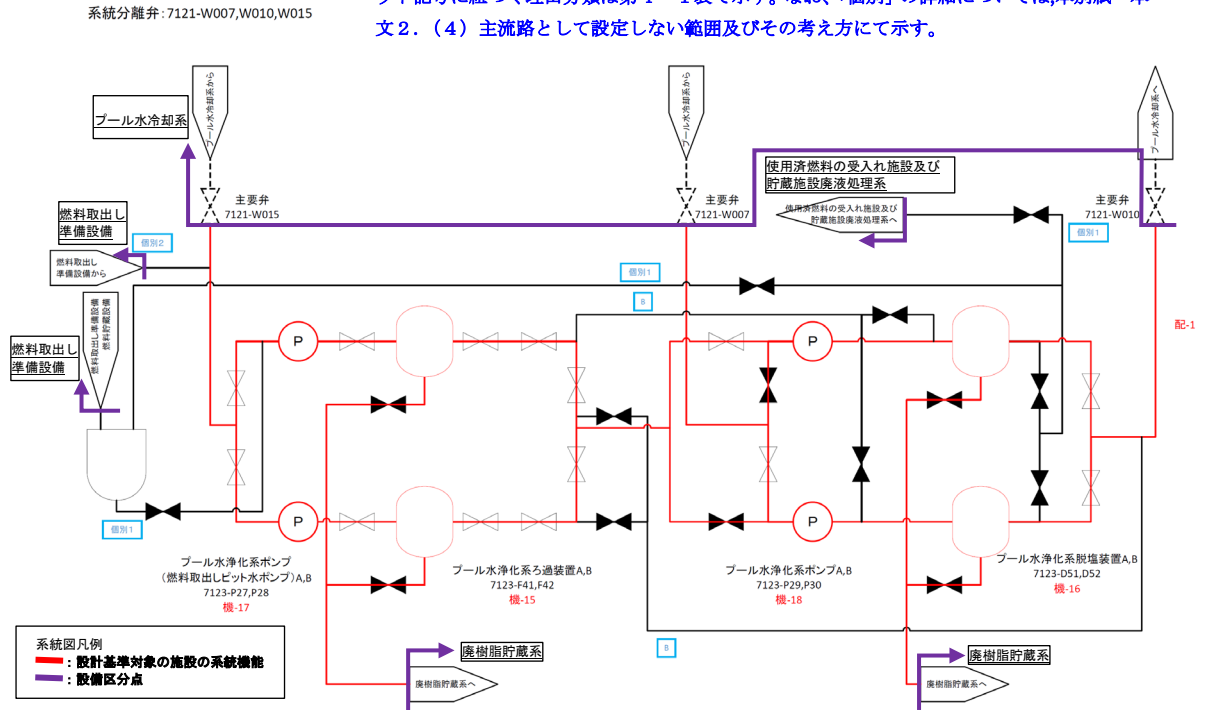 系統分離弁：7121-W007,W010,W015
文２．（４）主流路として設定しない範囲及びその考え方にて示す。
プール水冷却系から
プール水冷却系から
プール水冷却系へ
プール水冷却系
使用済燃料の受入れ施設及び
貯蔵施設廃液処理系
主要弁
7121-W015
主要弁
7121-W007
使用済燃料の受入れ施設及び
貯蔵施設廃液処理系へ
主要弁
7121-W010
燃料取出し
準備設備
個別2
個別1
燃料取出し
準備設備から
個別1
燃料取出し準備設備
燃料貯蔵設備
B
配-1
燃料取出し
準備設備
P
P
P
P
個別1
プール水浄化系ポンプ
（燃料取出しピット水ポンプ）A,B
7123-P27,P28
機-17
プール水浄化系ろ過装置A,B
7123-F41,F42
機-15
プール水浄化系ポンプA,B
7123-P29,P30
機-18
プール水浄化系脱塩装置A,B
7123-D51,D52
機-16
系統図凡例
：設計基準対象の施設の系統機能
：設備区分点
廃樹脂貯蔵系
B
廃樹脂貯蔵系
廃樹脂貯蔵系へ
廃樹脂貯蔵系へ